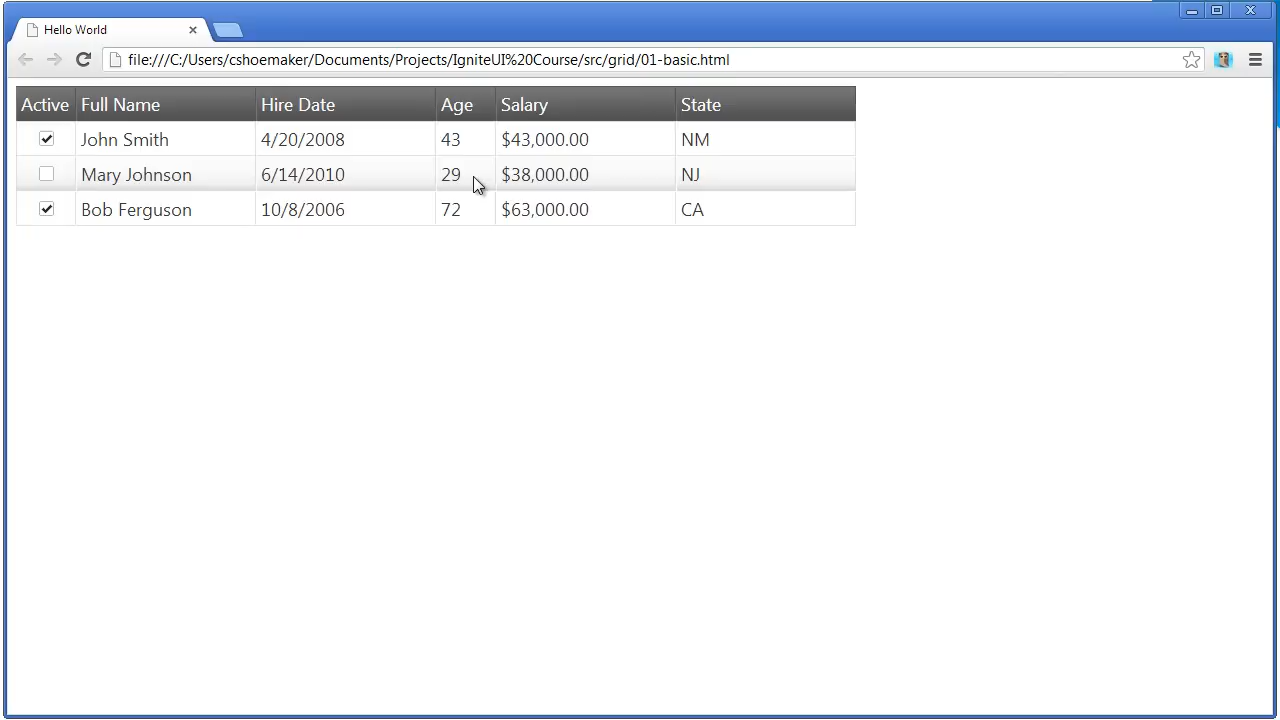 Hello World
file:///C:/Users/cshoemaker/Documents/Projects/IgniteUI%20Course/src/grid/01-basic.html
Active Full Name Hire Date Age Salary State
John Smith 4/20/2008 43 $43,000.00 NM
Mary Johnson 6/14/2010 29 $38,000.00 NJ
Bob Ferguson 10/8/2006 72 $63,000.00 CA